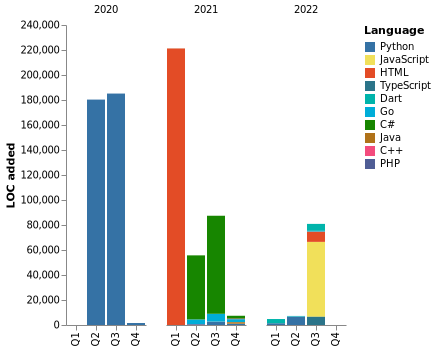 2020 2021 2022
240,000
220,000
200,000
180,000
160,000
140,000
120,000
100,000
80,000
60,000
40,000
20,000
0
LOC added
Q1 Q2 Q3 Q4 Q1 Q2 Q3 Q4 Q1 Q2 Q3 Q4
Language
Python
JavaScript
HTML
TypeScript
Dart
Go
C#
Java
C++
PHP